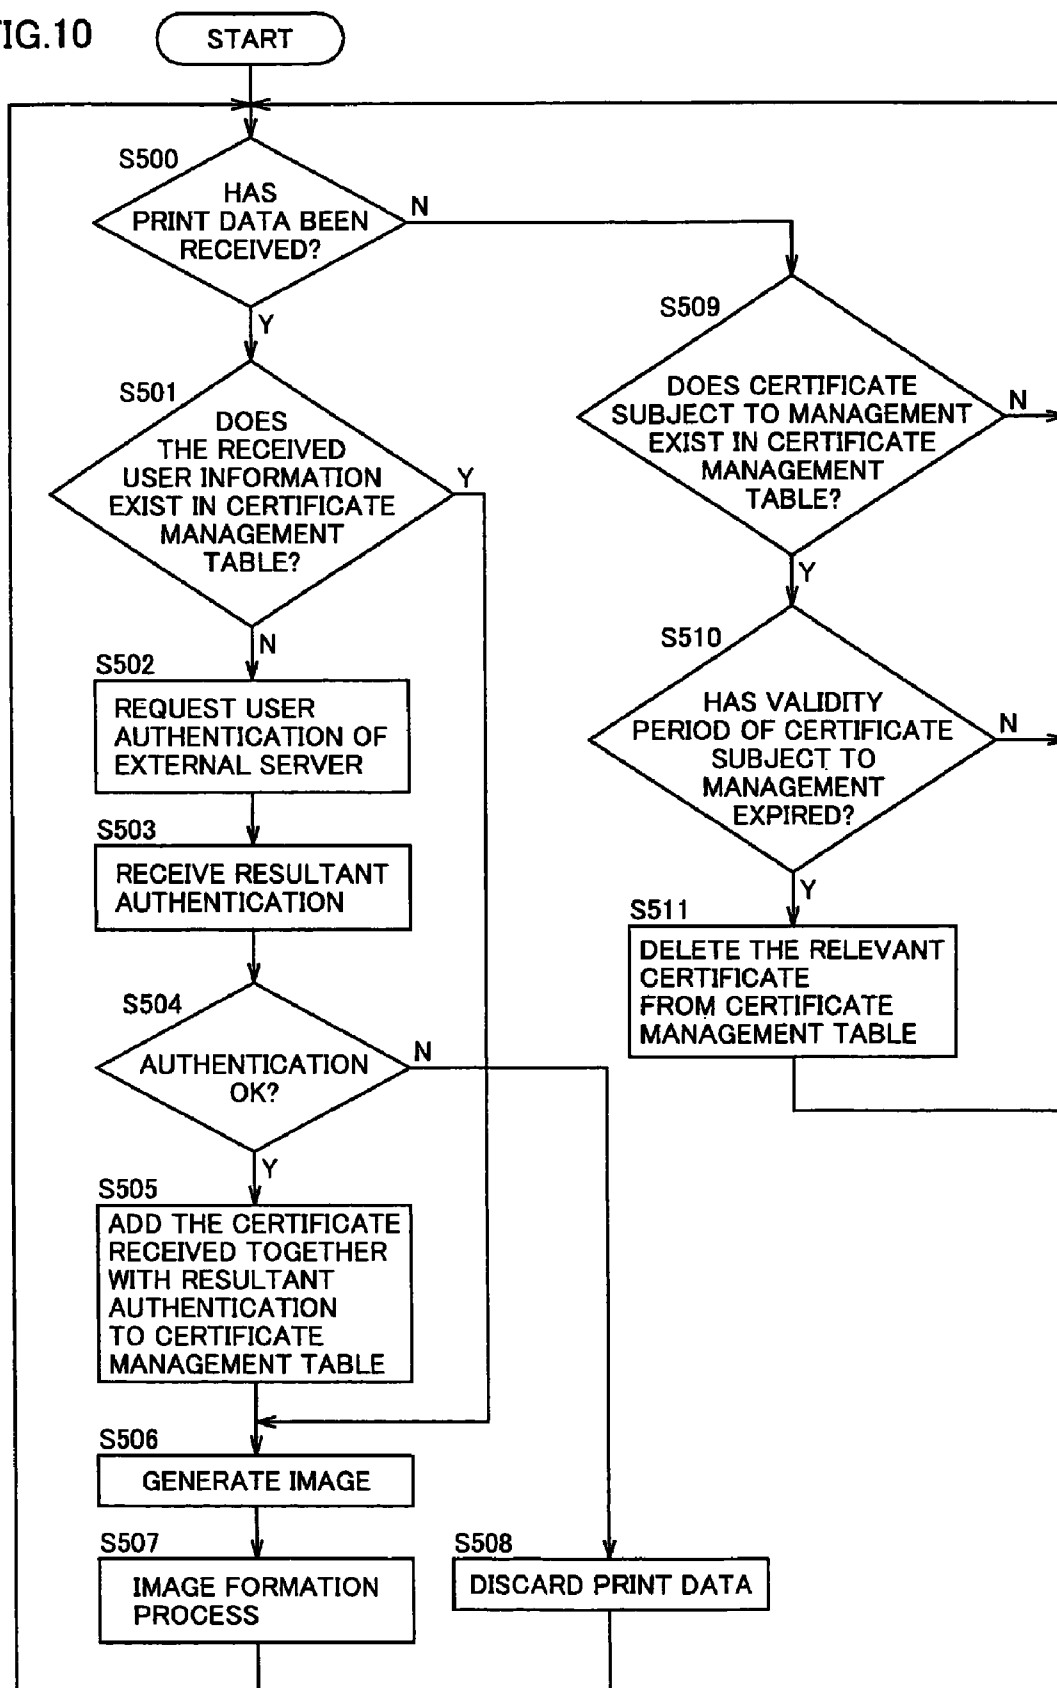 IG.10
START
S500
HAS
PRINT DATA BEEN
RECEIVED?
N
Y
S501
DOES
THE RECEIVED
USER INFORMATION
EXIST IN CERTIFICATE
MANAGEMENT
TABLE?
Y
N
S502
REQUEST USER
AUTHENTICATION OF
EXTERNAL SERVER
S503
RECEIVE RESULTANT
AUTHENTICATION
S504
AUTHENTICATION
OK?
N
Y
S505
ADD THE CERTIFICATE
RECEIVED TOGETHER
WITH RESULTANT
AUTHENTICATION
TO CERTIFICATE
MANAGEMENT TABLE
S506
GENERATE IMAGE
S507
IMAGE FORMATION
PROCESS
S508
DISCARD PRINT DATA
S509
DOES CERTIFICATE
SUBJECT TO MANAGEMENT
EXIST IN CERTIFICATE
MANAGEMENT
TABLE?
N
Y
S510
HAS VALIDITY
PERIOD OF CERTIFICATE
SUBJECT TO
MANAGEMENT
EXPIRED?
N
Y
S511
DELETE THE RELEVANT
CERTIFICATE
FROM CERTIFICATE
MANAGEMENT TABLE